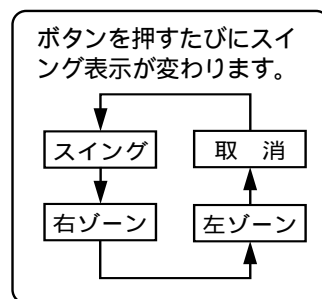 ボタンを押すたびにスイ
ング表示が変わります。
スイング
取　消
右ゾーン
左ゾーン